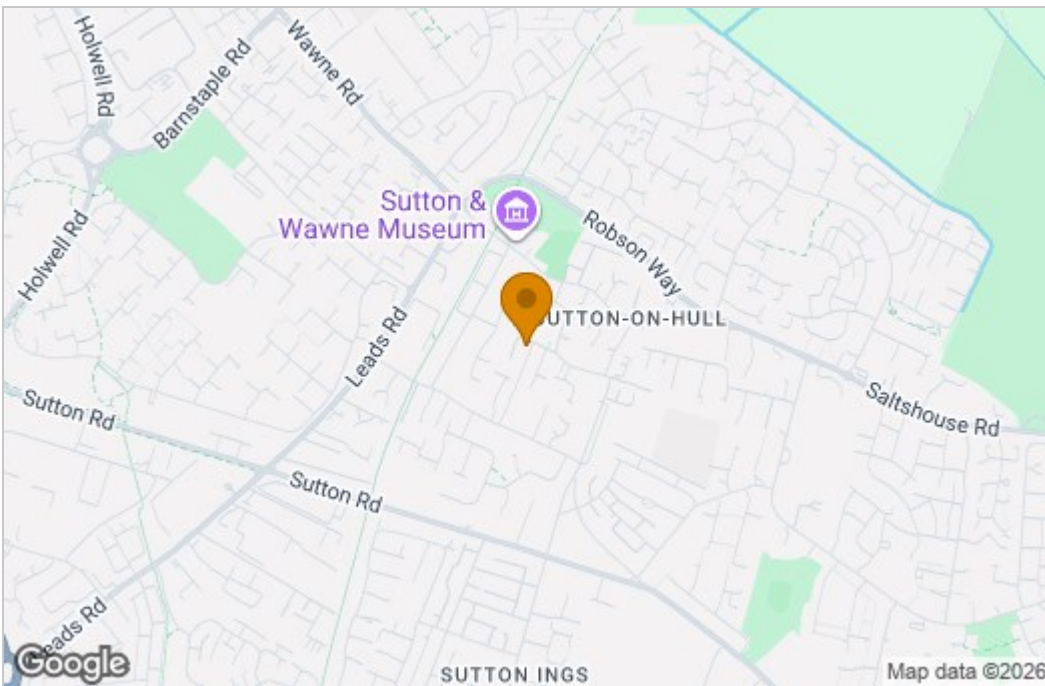 Holwell Rd
Barnstaple Rd
Wawne Rd
Sutton &
Wawne Museum
Robson Way
Holwell Rd
SUTTON-ON-HULL
Leads Rd
Sutton Rd
Saltshouse Rd
Sutton Rd
Leads Rd
SUTTON INGS
Google
Map data ©2026